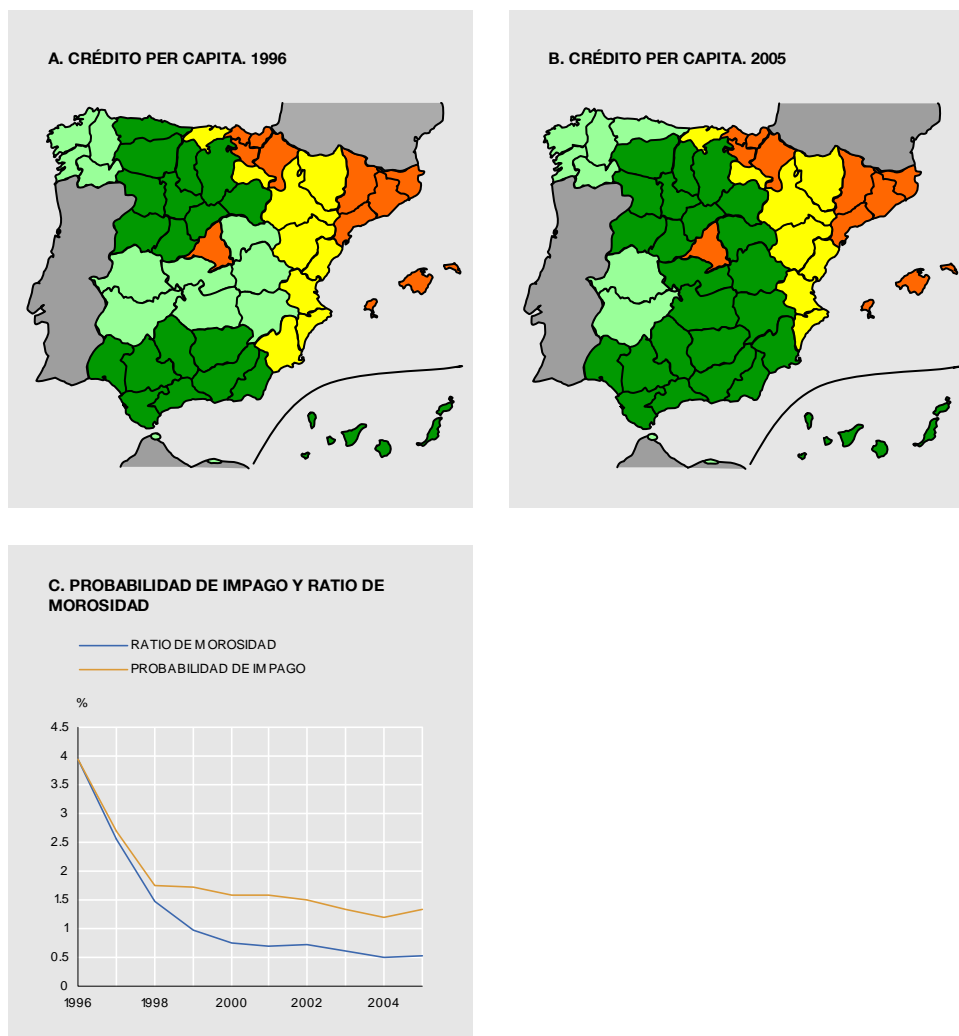 A. CRÉDITO PER CAPITA. 1996
B. CRÉDITO PER CAPITA. 2005
C. PROBABILIDAD DE IMPAGO Y RATIO DE
MOROSIDAD
RATIO DE MOROSIDAD
PROBABILIDAD DE IMPAGO
%
4.5
4
3.5
3
2.5
2
1.5
1
0.5
0
1996 1998 2000 2002 2004